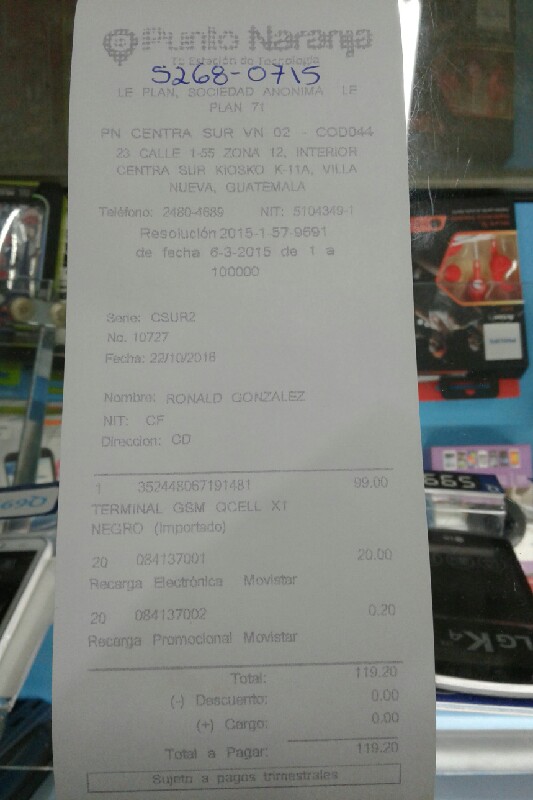 Punto Naranja
La Estación de Tecnología
5268-0715
LE PLAN, SOCIEDAD ANONIMA LE
PLAN 71
PN CENTRA SUR VN 02 - COD044
23 CALLE 1-55 ZONA 12, INTERIOR
CENTRA SUR KIOSKO K-11A, VILLA
NUEVA, GUATEMALA
Teléfono: 2480-4689 NIT: 5104349-1
Resolución 2015-1-57-9691
de fecha 6-3-2015 de 1 a
100000
Serie: CSUR2
No. 10727
Fecha: 22/10/2016
Nombre: RONALD GONZALEZ
NIT: CF
Direccion: CD
1 352448067191481 99.00
TERMINAL GSM QCELL X1
NEGRO (Importado)
20 084137001 20.00
Recarga Electrónica Movistar
20 084137002 0.20
Recarga Promocional Movistar
Total: 119.20
(-) Descuento: 0.00
(+) Cargo: 0.00
Total a Pagar: 119.20
Sujeto a pagos trimestrales
Q699
599
LG K4